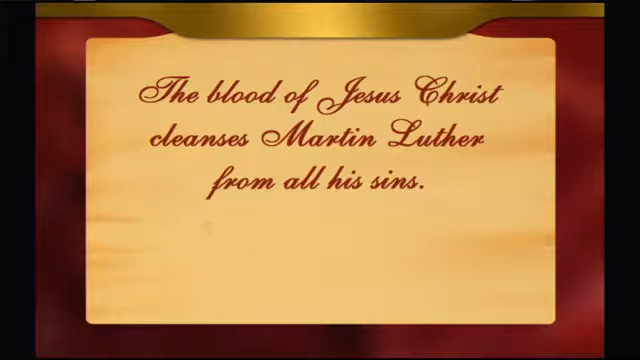 The blood of Jesus Christ
cleanses Martin Luther
from all his sins.